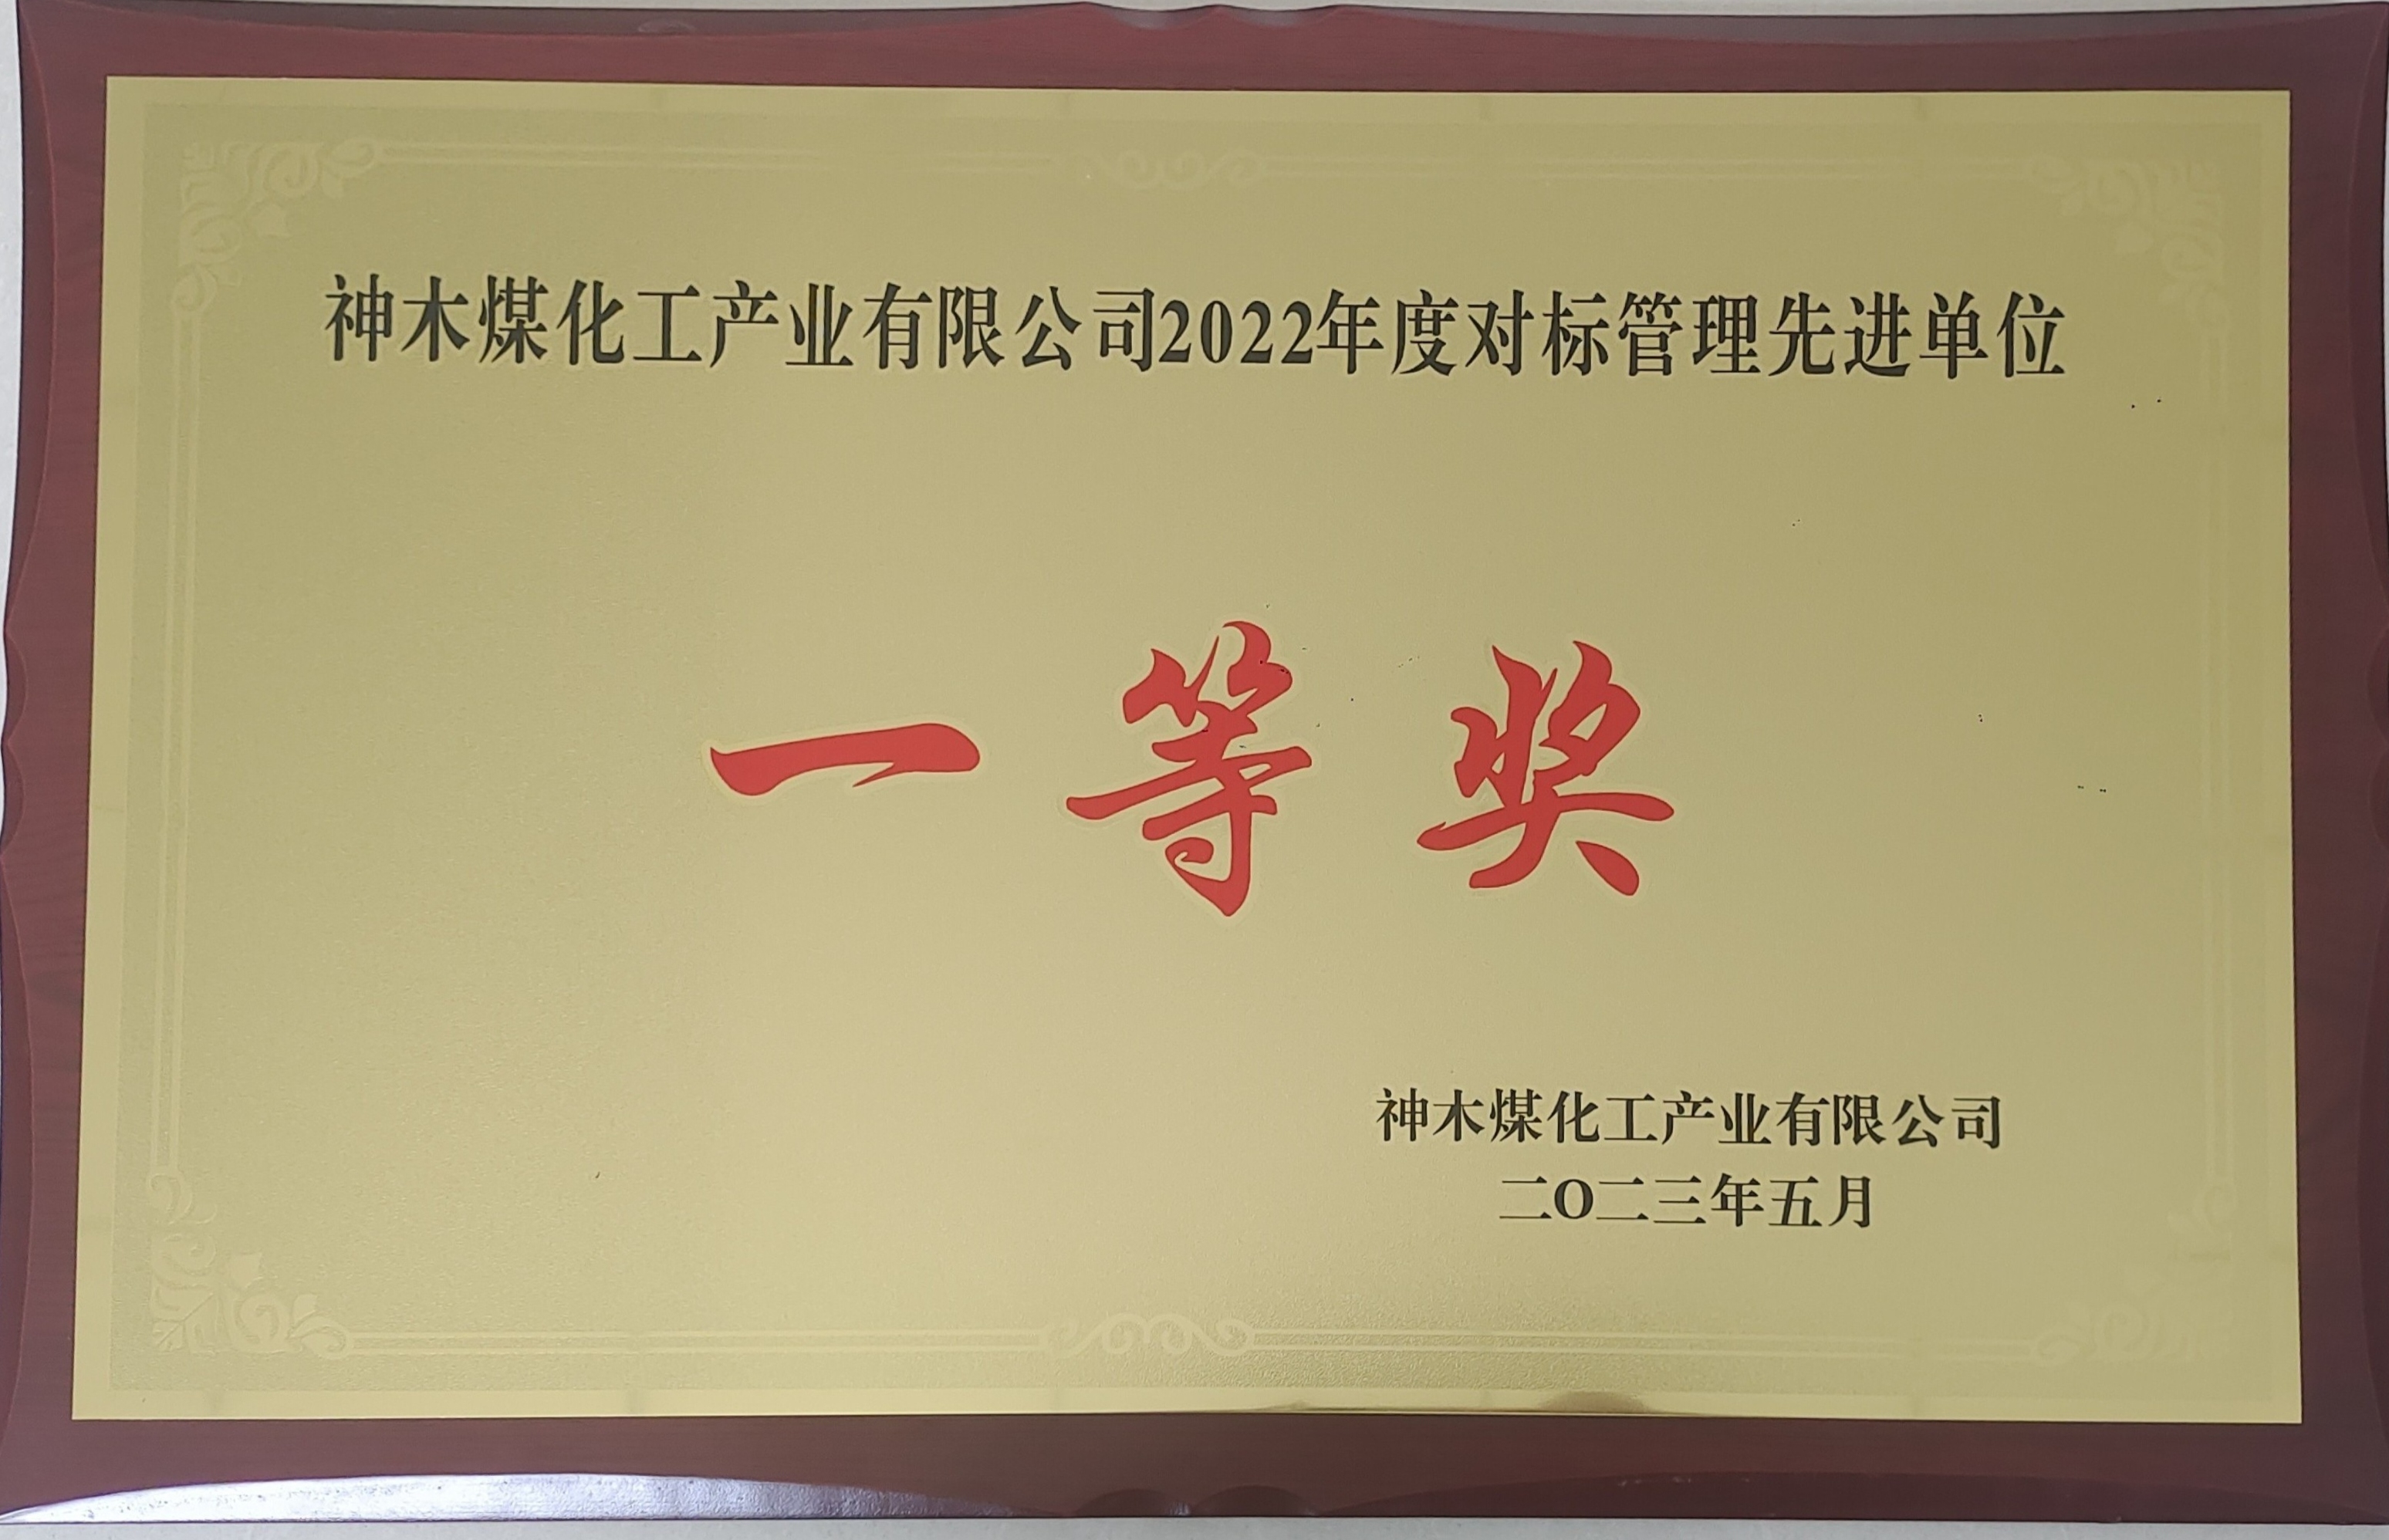 神木煤化工产业有限公司2022年度对标管理先进单位
一等奖
神木煤化工产业有限公司
二O二三年五月